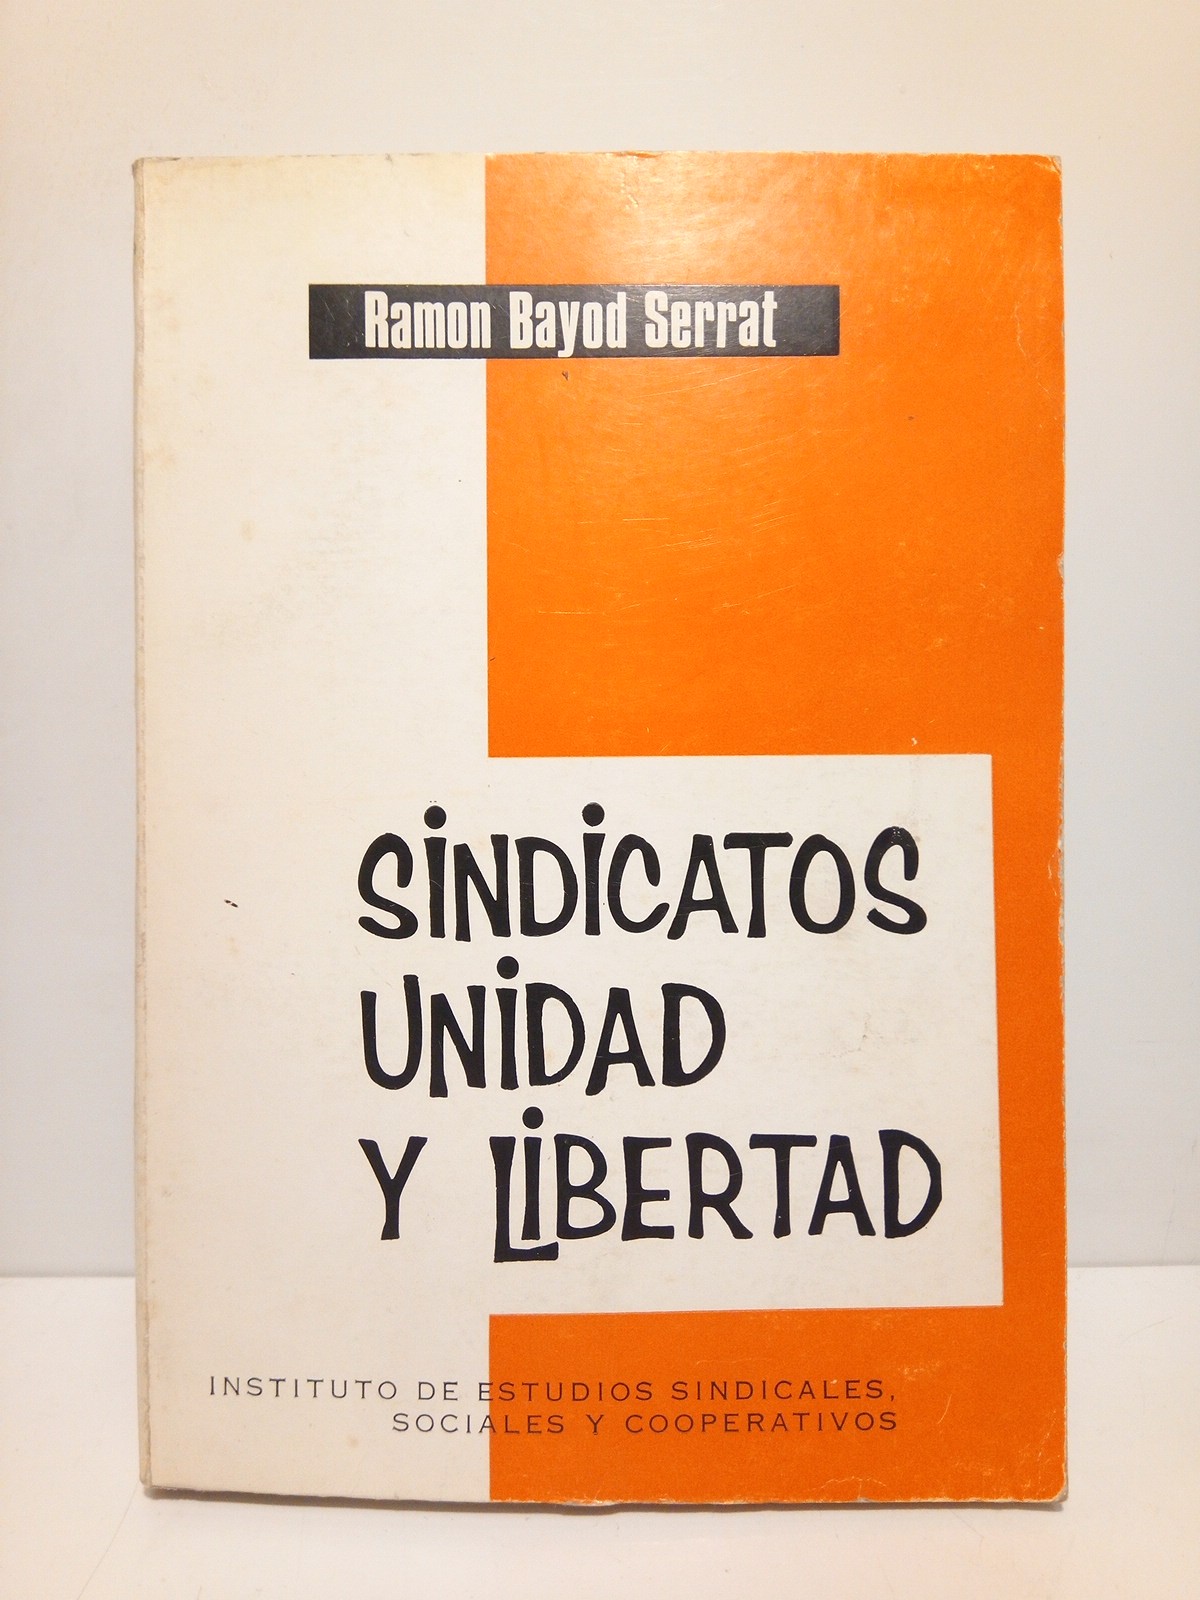 Ramon Bayod Serrat
SiNDiCATOS
UNiDAD
Y LiBERTAD
INSTITUTO DE ESTUDIOS SINDICALES,
SOCIALES Y COOPERATIVOS